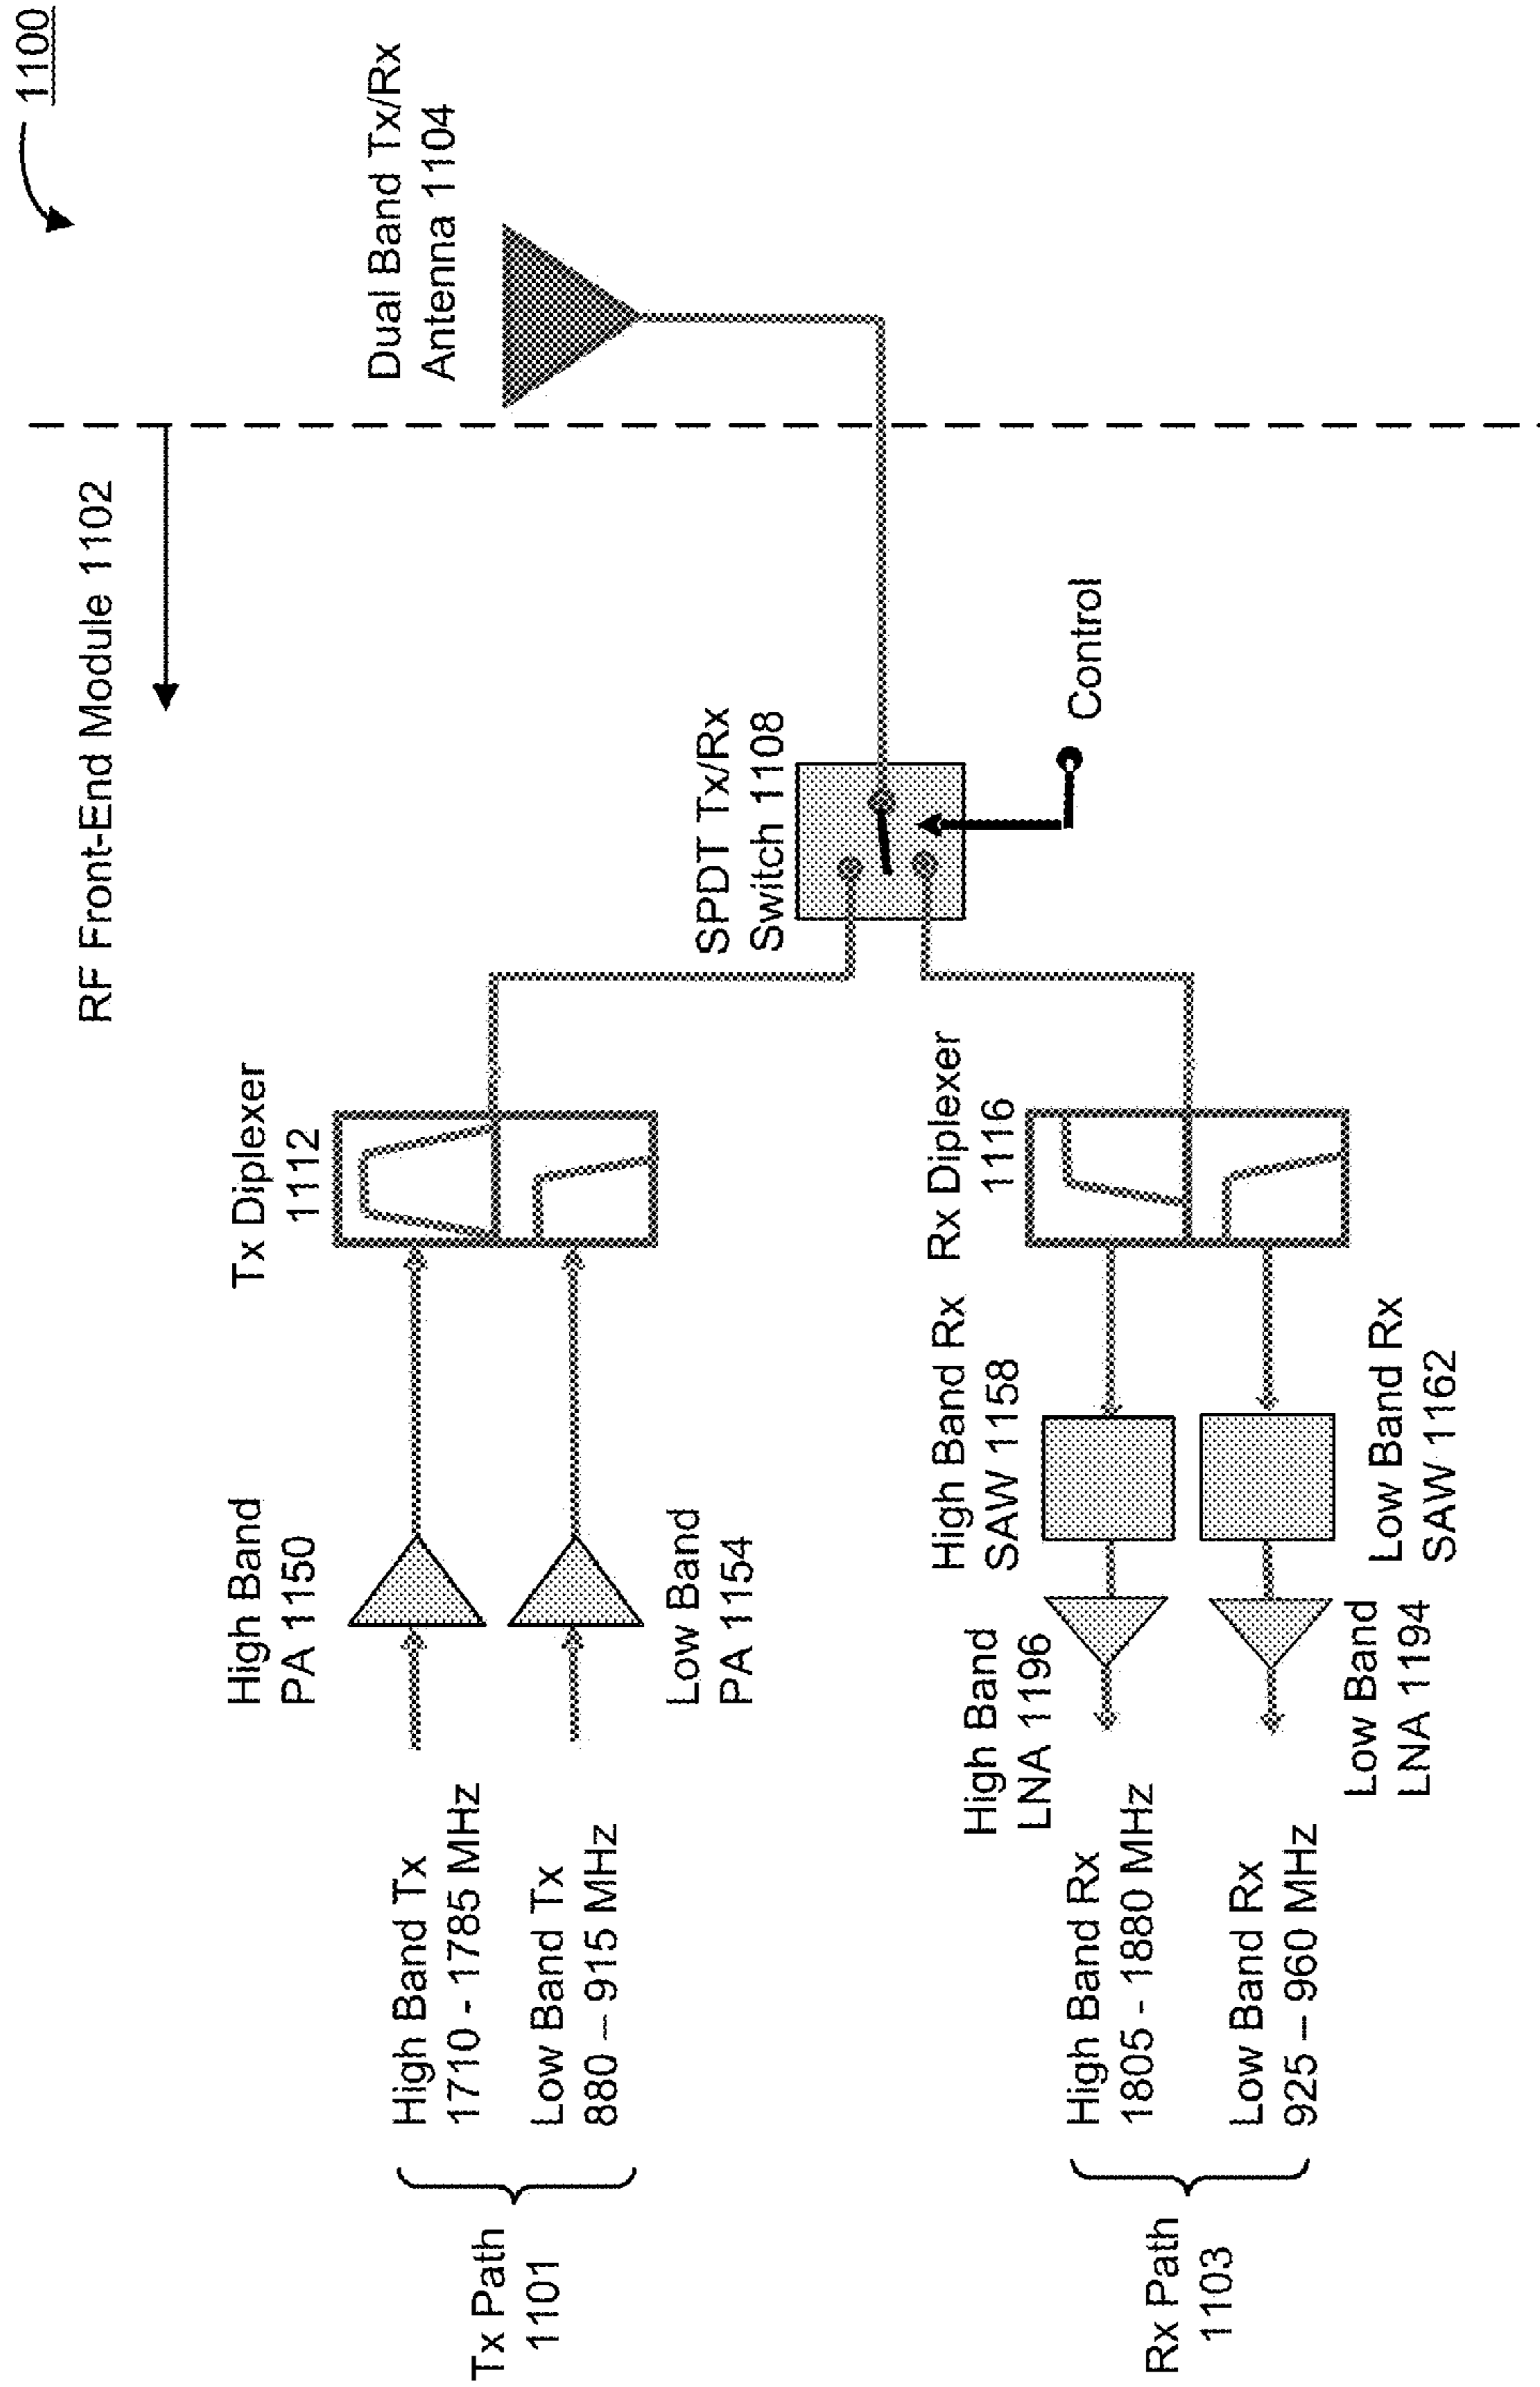 1100
RF Front-End Module 1102
Dual Band Tx/Rx
Antenna 1104
Tx Diplexer
1112
High Band
PA 1150
Low Band
PA 1154
High Band Tx
1710 - 1785 MHz
Low Band Tx
880 – 915 MHz
Tx Path
1101
SPDT Tx/Rx
Switch 1108
Control
Rx Diplexer
1116
High Band Rx
SAW 1158
Low Band Rx
SAW 1162
High Band
LNA 1196
Low Band
LNA 1194
High Band Rx
1805 - 1880 MHz
Low Band Rx
925 – 960 MHz
Rx Path
1103